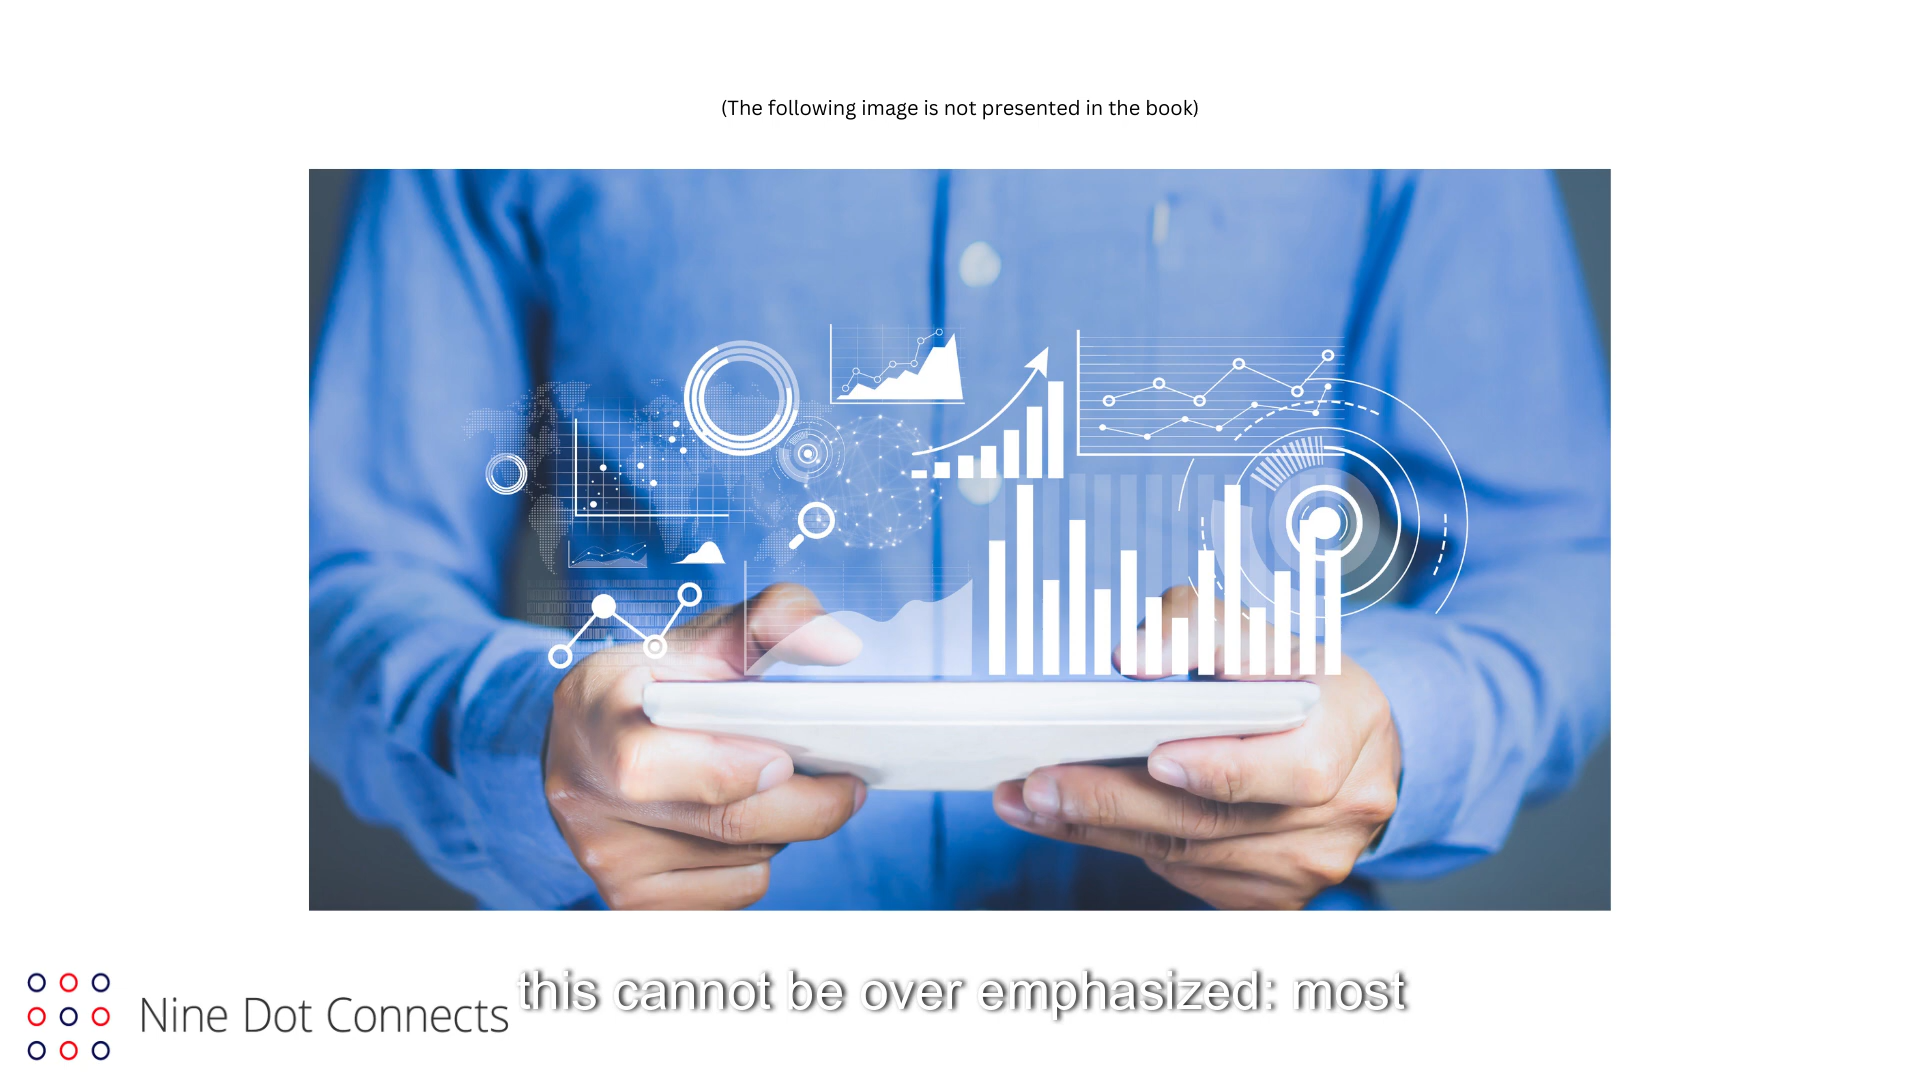 (The following image is not presented in the book)
this cannot be over emphasized: most
Nine Dot Connects